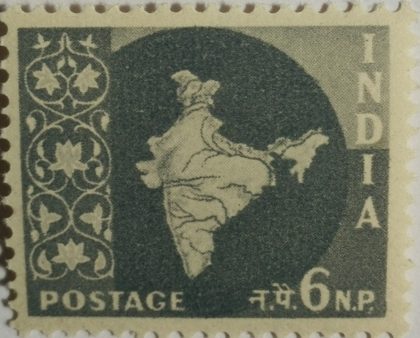 INDIA
POSTAGE न.पै. 6 N.P.